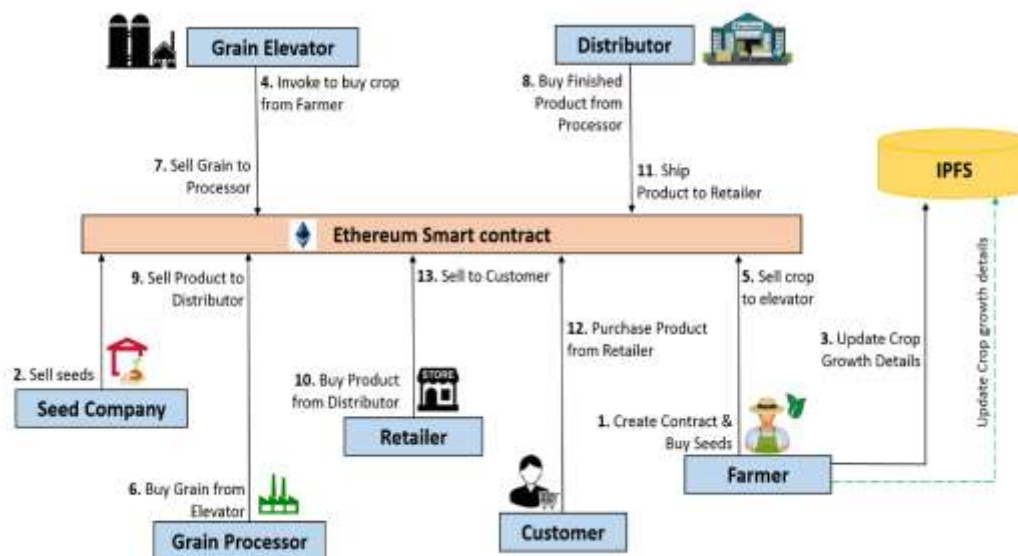 Grain Elevator
4. Invoke to buy crop
from Farmer
7. Sell Grain to
Processor
Distributor
8. Buy Finished
Product from
Processor
11. Ship
Product to Retailer
IPFS
Ethereum Smart contract
2. Sell seeds
Seed Company
9. Sell Product to
Distributor
6. Buy Grain from
Elevator
Grain Processor
13. Sell to Customer
10. Buy Product
from Distributor
STORE
Retailer
12. Purchase Product
from Retailer
Customer
5. Sell crop
to elevator
1. Create Contract &
Buy Seeds
Farmer
3. Update Crop
Growth Details
Update Crop growth details